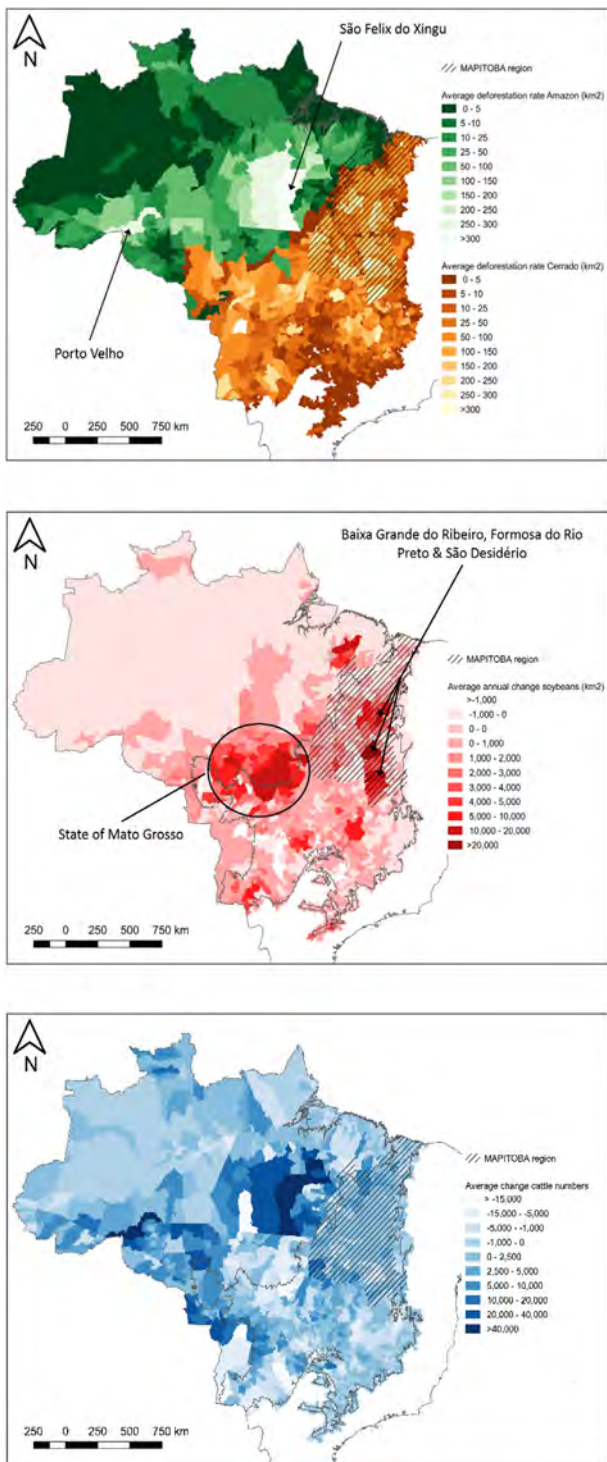 São Felix do Xingu
N
MAPITOBA region
Average deforestation rate Amazon (km2)
0 - 5
5 -10
10 - 25
25 - 50
50 - 100
100 - 150
150 - 200
200 - 250
250 - 300
>300
Average deforestation rate Cerrado (km2)
0 - 5
5 - 10
10 - 25
25 - 50
50 - 100
100 - 150
150 - 200
200 - 250
250 - 300
>300
Porto Velho
250 0 250 500 750 km
N
Baixa Grande do Ribeiro, Formosa do Rio
Preto & São Desidério
MAPITOBA region
Average annual change soybeans (km2)
>-1,000
-1,000 - 0
0 - 0
0 - 1,000
1,000 - 2,000
2,000 - 3,000
3,000 - 4,000
4,000 - 5,000
5,000 - 10,000
10,000 - 20,000
>20,000
State of Mato Grosso
250 0 250 500 750 km
N
MAPITOBA region
Average change cattle numbers
> -15,000
-15,000 - -5,000
-5,000 - -1,000
-1,000 - 0
0 - 2,500
2,500 - 5,000
5,000 - 10,000
10,000 - 20,000
20,000 - 40,000
>40,000
250 0 250 500 750 km